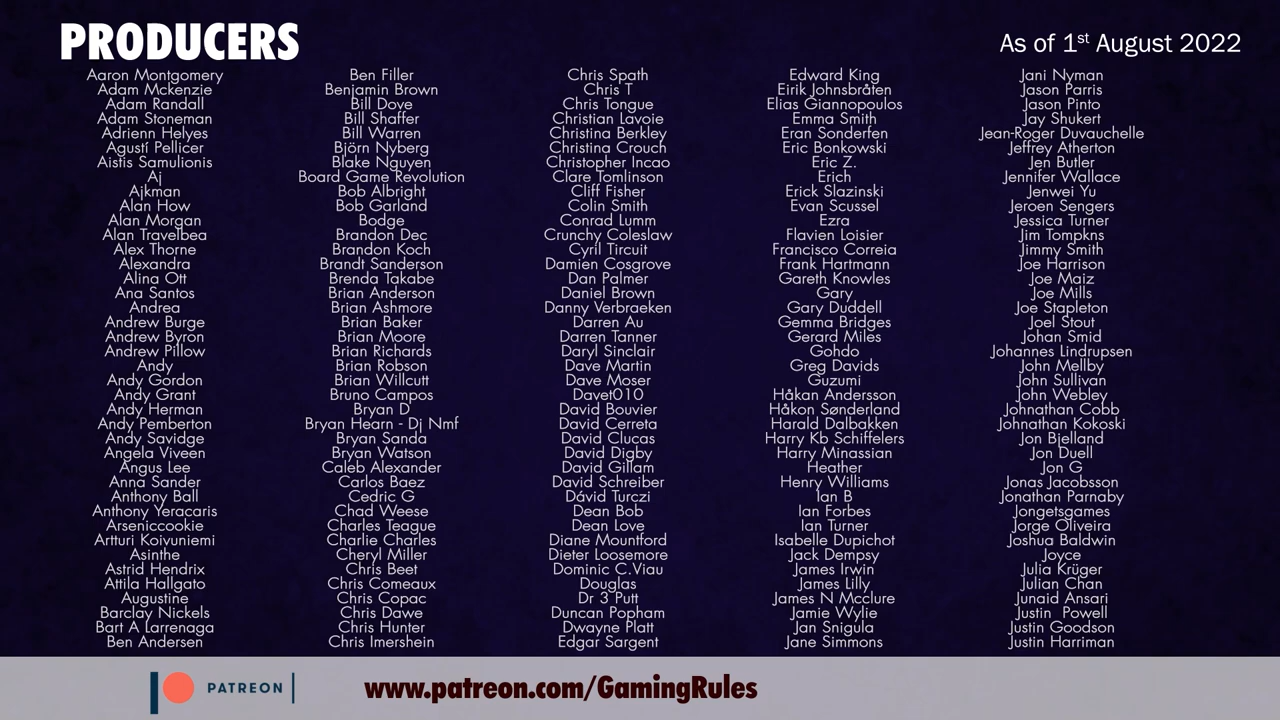 PRODUCERS
As of 1st August 2022
Aaron Montgomery
Adam Mckenzie
Adam Randall
Adam Stoneman
Adrienn Helyes
Agustí Pellicer
Aistis Samulionis
Aj
Ajkman
Alan How
Alan Morgan
Alan Travelbea
Alex Thorne
Alexandra
Alina Ott
Ana Santos
Andrea
Andrew Burge
Andrew Byron
Andrew Pillow
Andy
Andy Gordon
Andy Grant
Andy Herman
Andy Pemberton
Andy Savidge
Angela Viveen
Angus Lee
Anna Sander
Anthony Ball
Anthony Yeracaris
Arseniccookie
Artturi Koivuniemi
Asinthe
Astrid Hendrix
Attila Hallgato
Augustine
Barclay Nickels
Bart A Larrenaga
Ben Andersen
Ben Filler
Benjamin Brown
Bill Dove
Bill Shaffer
Bill Warren
Björn Nyberg
Blake Nguyen
Board Game Revolution
Bob Albright
Bob Garland
Bodge
Brandon Dec
Brandon Koch
Brandt Sanderson
Brenda Takabe
Brian Anderson
Brian Ashmore
Brian Baker
Brian Moore
Brian Richards
Brian Robson
Brian Willcutt
Bruno Campos
Bryan D
Bryan Hearn - Dj Nmf
Bryan Sanda
Bryan Watson
Caleb Alexander
Carlos Baez
Cedric G
Chad Weese
Charles Teague
Charlie Charles
Cheryl Miller
Chris Beet
Chris Comeaux
Chris Copac
Chris Dawe
Chris Hunter
Chris Imershein
Chris Spath
Chris T
Chris Tongue
Christian Lavoie
Christina Berkley
Christina Crouch
Christopher Incao
Clare Tomlinson
Cliff Fisher
Colin Smith
Conrad Lumm
Crunchy Coleslaw
Cyril Tircuit
Damien Cosgrove
Dan Palmer
Daniel Brown
Danny Verbraeken
Darren Au
Darren Tanner
Daryl Sinclair
Dave Martin
Dave Moser
Davet010
David Bouvier
David Cerreta
David Clucas
David Digby
David Gillam
David Schreiber
Dávid Turczi
Dean Bob
Dean Love
Diane Mountford
Dieter Loosemore
Dominic C.Viau
Douglas
Dr 3 Putt
Duncan Popham
Dwayne Platt
Edgar Sargent
Edward King
Eirik Johnsbråten
Elias Giannopoulos
Emma Smith
Eran Sonderfen
Eric Bonkowski
Eric Z.
Erich
Erick Slazinski
Evan Scussel
Ezra
Flavien Loisier
Francisco Correia
Frank Hartmann
Gareth Knowles
Gary
Gary Duddell
Gemma Bridges
Gerard Miles
Gohdo
Greg Davids
Guzumi
Håkan Andersson
Håkon Sønderland
Harald Dalbakken
Harry Kb Schiffelers
Harry Minassian
Heather
Henry Williams
Ian B
Ian Forbes
Ian Turner
Isabelle Dupichot
Jack Dempsy
James Irwin
James Lilly
James N Mcclure
Jamie Wylie
Jan Snigula
Jane Simmons
Jani Nyman
Jason Parris
Jason Pinto
Jay Shukert
Jean-Roger Duvauchelle
Jeffrey Atherton
Jen Butler
Jennifer Wallace
Jenwei Yu
Jeroen Sengers
Jessica Turner
Jim Tompkns
Jimmy Smith
Joe Harrison
Joe Maiz
Joe Mills
Joe Stapleton
Joel Stout
Johan Smid
Johannes Lindrupsen
John Mellby
John Sullivan
John Webley
Johnathan Cobb
Johnathan Kokoski
Jon Bjelland
Jon Duell
Jon G
Jonas Jacobsson
Jonathan Parnaby
Jongetsgames
Jorge Oliveira
Joshua Baldwin
Joyce
Julia Krüger
Julian Chan
Junaid Ansari
Justin Powell
Justin Goodson
Justin Harriman
PATREON
www.patreon.com/GamingRules